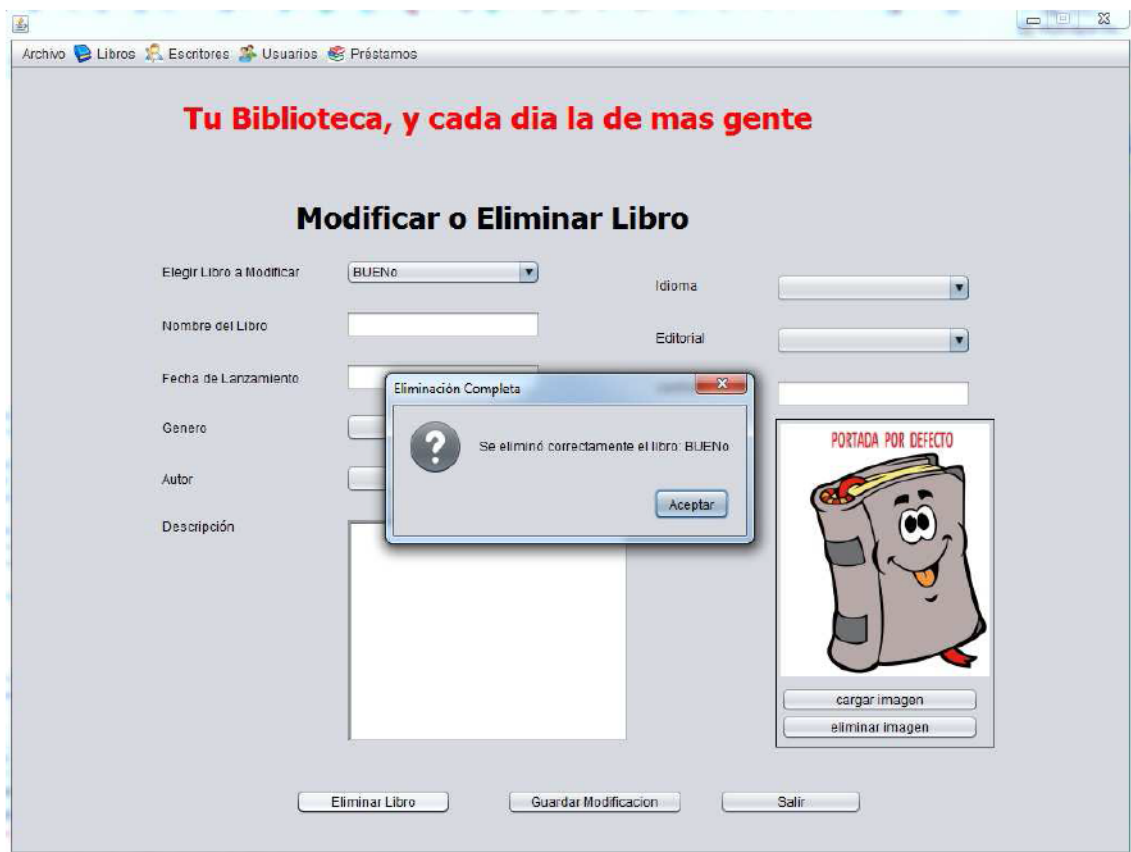 Archivo Libros Escritores Usuarios Préstamos
Tu Biblioteca, y cada dia la de mas gente
Modificar o Eliminar Libro
Elegir Libro a Modificar BUENo
Idioma
Nombre del Libro
Editorial
Fecha de Lanzamiento
Eliminación Completa
Genero
Se eliminó correctamente el libro: BUENo
PORTADA POR DEFECTO
Autor
Aceptar
Descripción
cargar imagen
eliminar imagen
Eliminar Libro Guardar Modificacion Salir